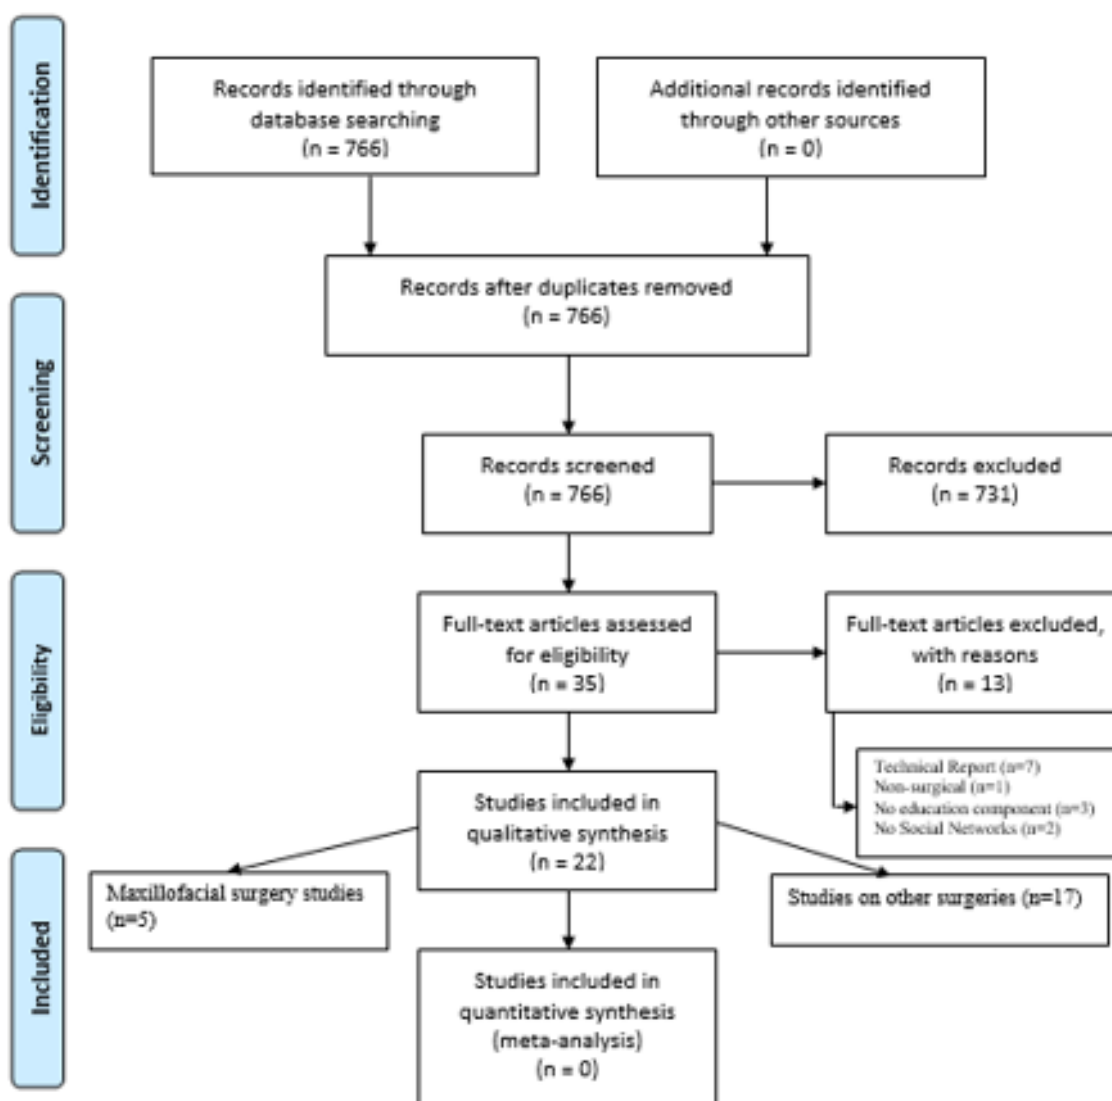 Identification
Records identified through
database searching
(n = 766)
Additional records identified
through other sources
(n = 0)
Records after duplicates removed
(n = 766)
Screening
Records screened
(n = 766)
Records excluded
(n = 731)
Eligibility
Full-text articles assessed
for eligibility
(n = 35)
Full-text articles excluded,
with reasons
(n = 13)
Technical Report (n=7)
Non-surgical (n=1)
No education component (n=3)
No Social Networks (n=2)
Included
Studies included in
qualitative synthesis
(n = 22)
Maxillofacial surgery studies
(n=5)
Studies on other surgeries (n=17)
Studies included in
quantitative synthesis
(meta-analysis)
(n = 0)